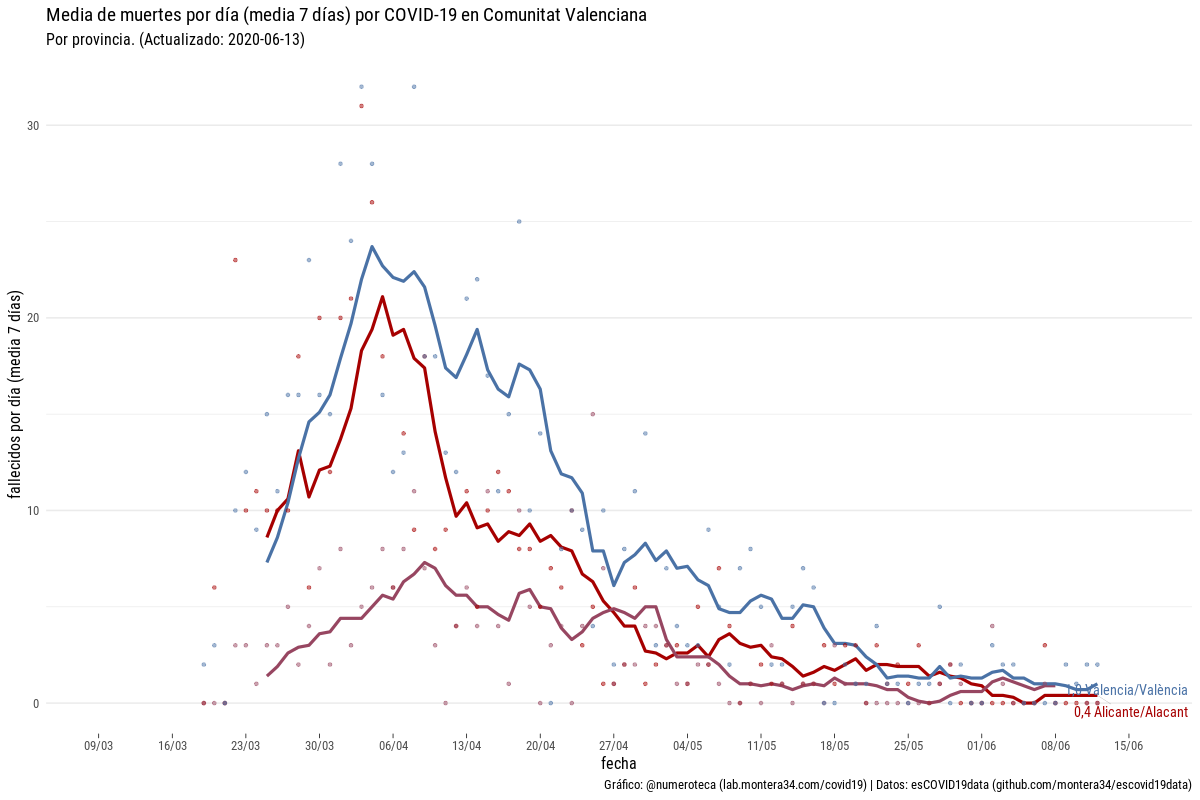 Media de muertes por día (media 7 días) por COVID-19 en Comunitat Valenciana
Por provincia. (Actualizado: 2020-06-13)
fallecidos por día (media 7 días)
30
20
10
0
Valencia/València
0,4 Alicante/Alacant
09/03 16/03 23/03 30/03 06/04 13/04 20/04 27/04 04/05 11/05 18/05 25/05 01/06 08/06 15/06
fecha
Gráfico: @numeroteca (lab.montera34.com/covid19) | Datos: esCOVID19data (github.com/montera34/escovid19data)